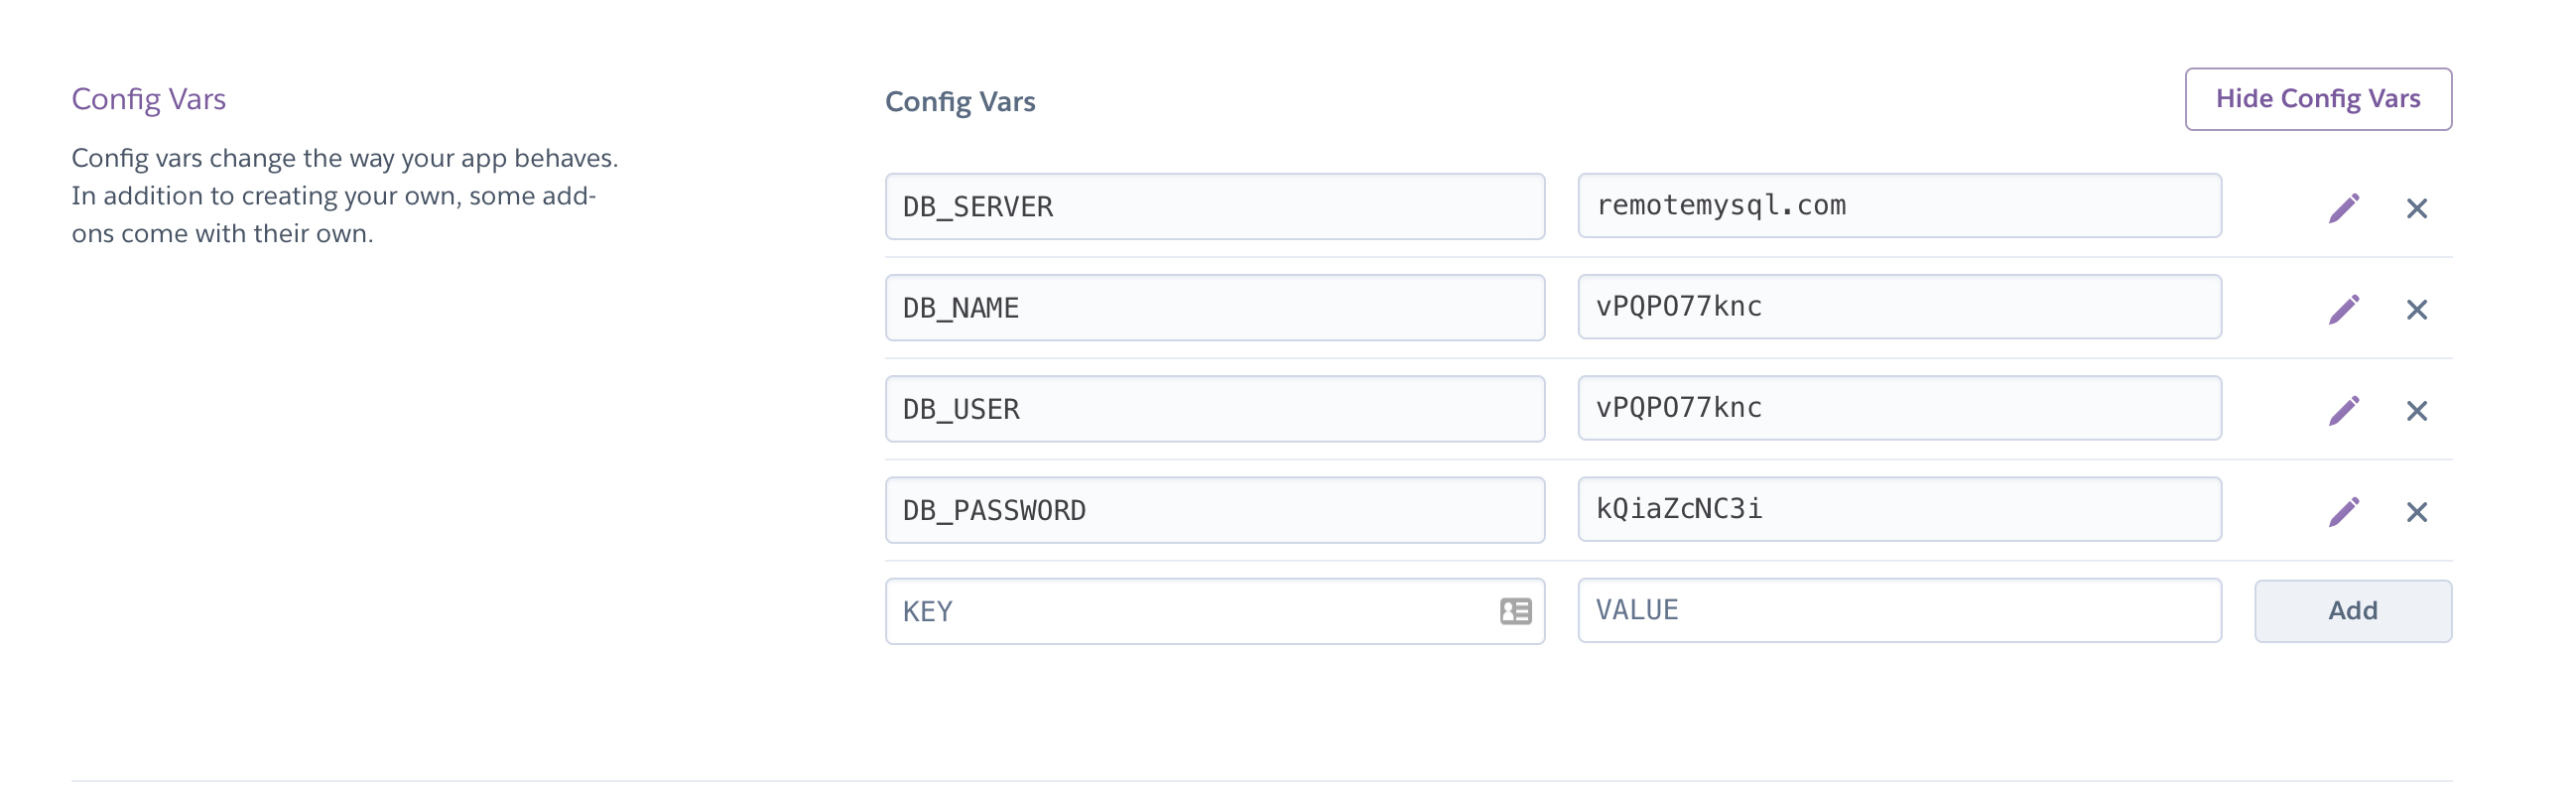 Config Vars
Config vars change the way your app behaves.
In addition to creating your own, some add-
ons come with their own.
Config Vars
Hide Config Vars
DB_SERVER remotemysql.com
DB_NAME vPQPO77knc
DB_USER vPQPO77knc
DB_PASSWORD kQiaZcNC3i
KEY VALUE Add